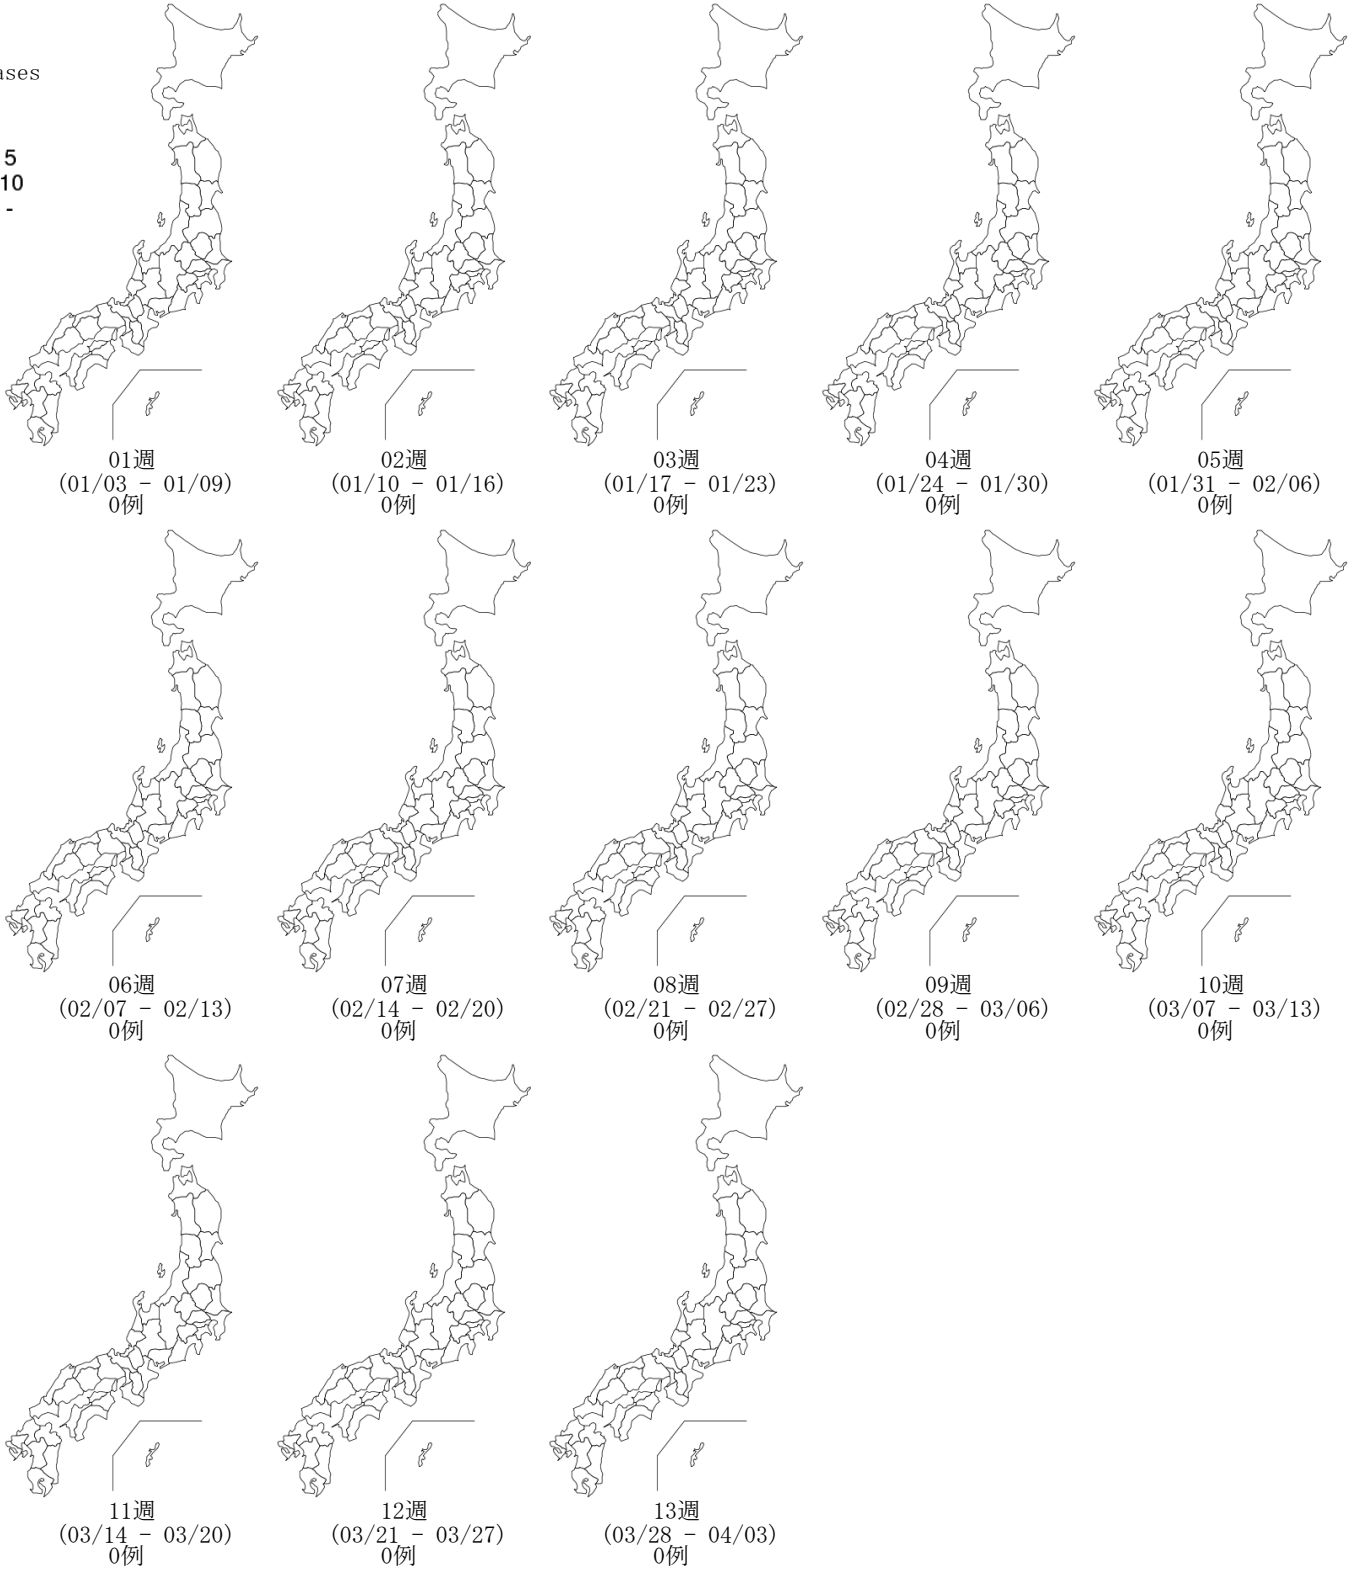 ases
5
10
-
01週
(01/03 - 01/09)
0例
02週
(01/10 - 01/16)
0例
03週
(01/17 - 01/23)
0例
04週
(01/24 - 01/30)
0例
05週
(01/31 - 02/06)
0例
06週
(02/07 - 02/13)
0例
07週
(02/14 - 02/20)
0例
08週
(02/21 - 02/27)
0例
09週
(02/28 - 03/06)
0例
10週
(03/07 - 03/13)
0例
11週
(03/14 - 03/20)
0例
12週
(03/21 - 03/27)
0例
13週
(03/28 - 04/03)
0例